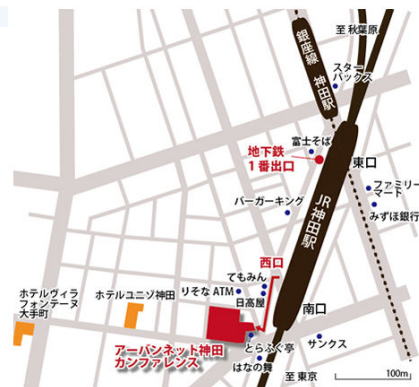 至 秋葉原
銀座線 神田駅
スター
バックス
富士そば
地下鉄
1番出口
東口
ファミリー
マート
みずほ銀行
バーガーキング
JR神田駅
西口
てもみん
りそな ATM
日高屋
南口
ホテルヴィラ
フォンテーヌ
大手町
ホテルユニゾ神田
アーバンネット神田
カンファレンス
とらふぐ亭
はなの舞
サンクス
至 東京
100m